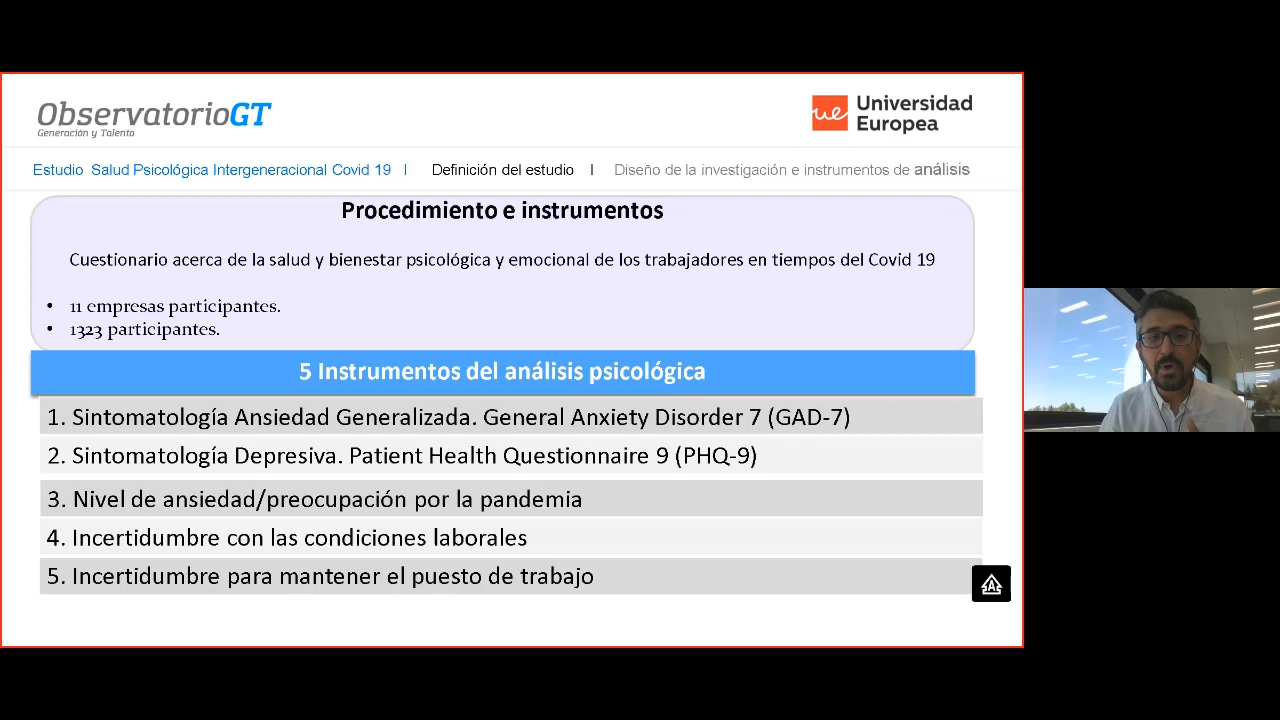 ObservatorioGT
Generación y Talento
ue Universidad
Europea
Estudio Salud Psicológica Intergeneracional Covid 19 | Definición del estudio I Diseño de la investigación e instrumentos de análisis
Procedimiento e instrumentos
Cuestionario acerca de la salud y bienestar psicológica y emocional de los trabajadores en tiempos del Covid 19
• 11 empresas participantes.
• 1323 participantes.
5 Instrumentos del análisis psicológica
1. Sintomatología Ansiedad Generalizada. General Anxiety Disorder 7 (GAD-7)
2. Sintomatología Depresiva. Patient Health Questionnaire 9 (PHQ-9)
3. Nivel de ansiedad/preocupación por la pandemia
4. Incertidumbre con las condiciones laborales
5. Incertidumbre para mantener el puesto de trabajo
A